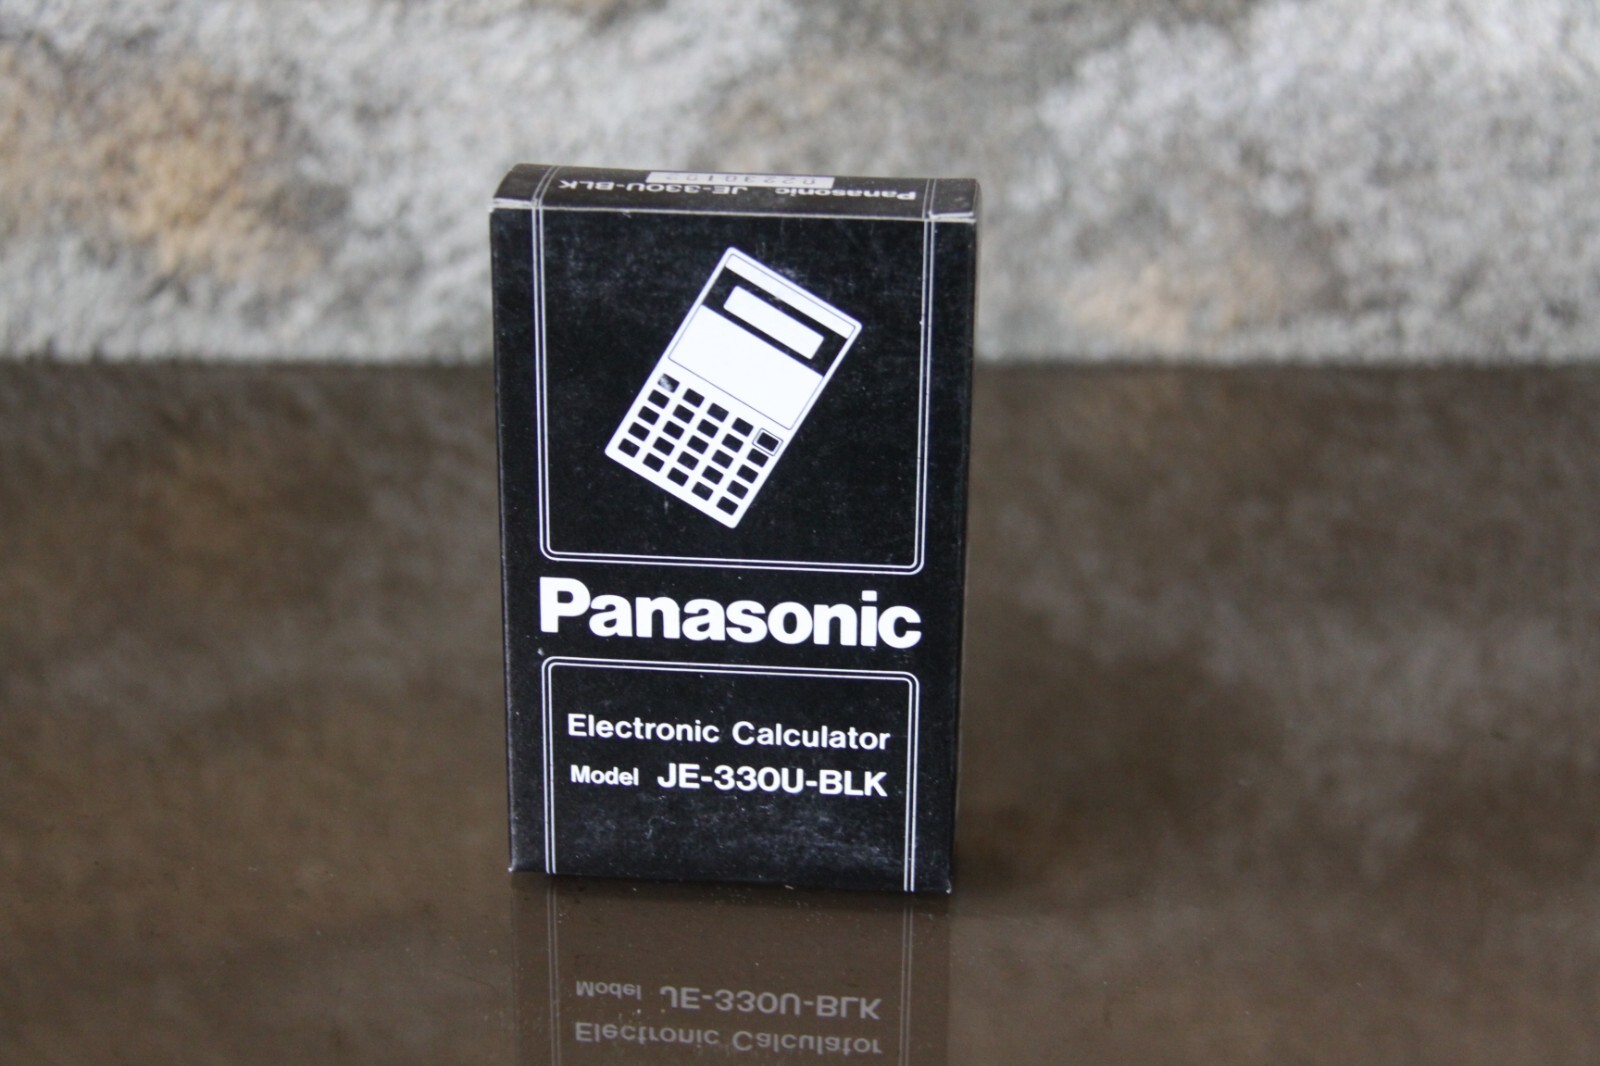 Panasonic JE-330U-BLK
Panasonic
Electronic Calculator
Model JE-330U-BLK